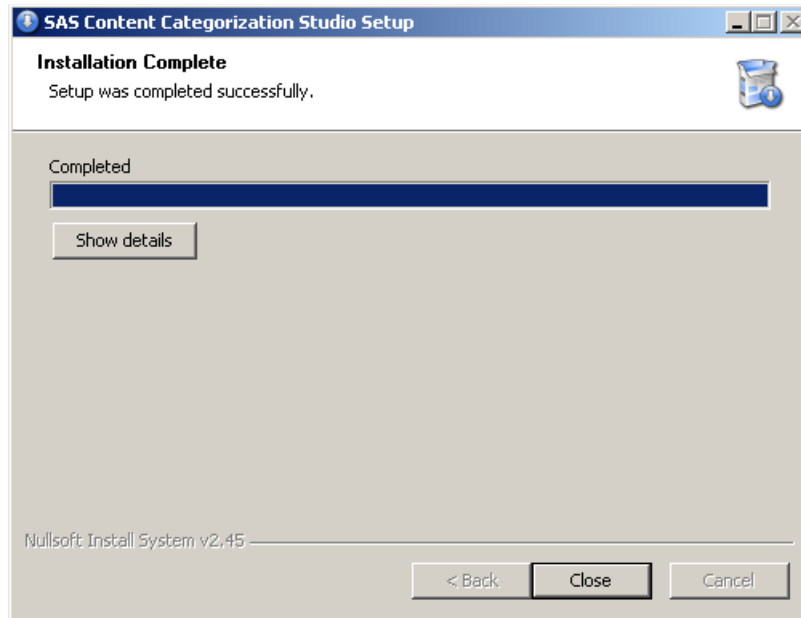 SAS Content Categorization Studio Setup
Installation Complete
Setup was completed successfully.
Completed
Show details
Nullsoft Install System v2.45
< Back
Close
Cancel